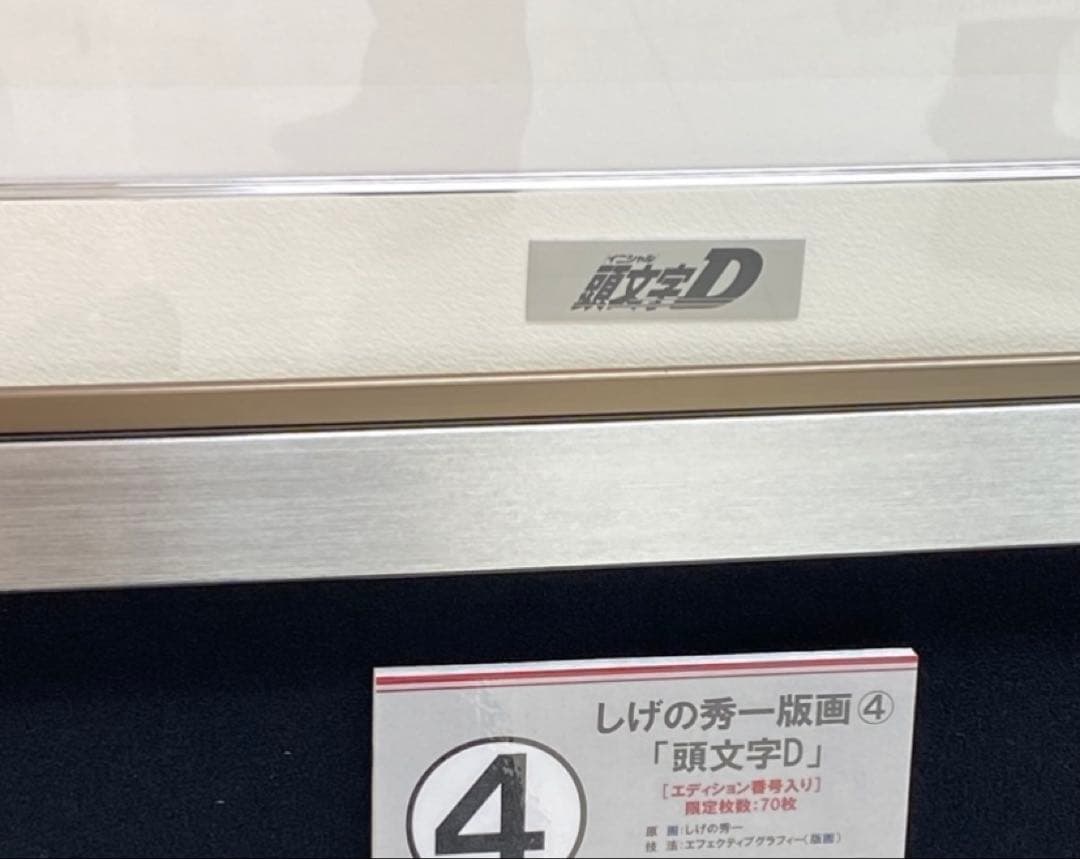 イニシャル
頭文字D
しげの秀一版画④
「頭文字D」
[エディション番号入り]
限定枚数:70枚
④
原 画:しげの秀一
技 法:エフェクティブグラフィー(版画)